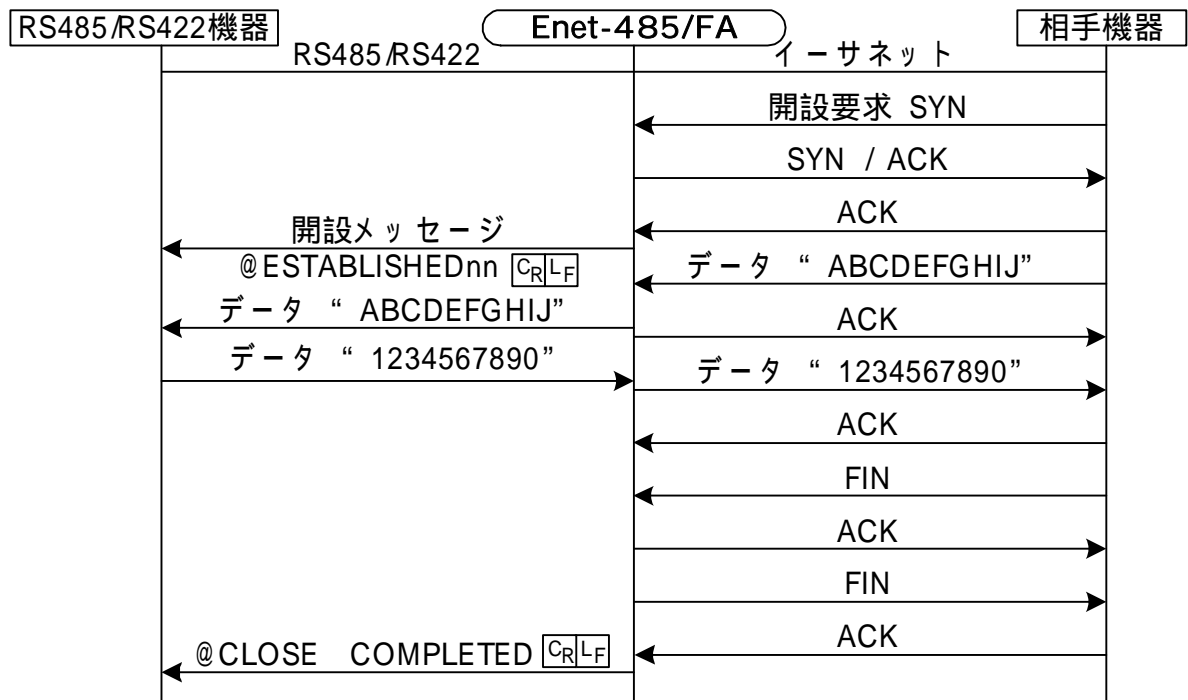 RS485/RS422機器
Enet-485/FA
相手機器
RS485/RS422
イーサネット
開設要求 SYN
SYN / ACK
ACK
開設メッセージ
@ESTABLISHEDnn CRLF
データ “ABCDEFGHIJ”
データ “ABCDEFGHIJ”
ACK
データ “1234567890”
データ “1234567890”
ACK
FIN
ACK
FIN
ACK
@CLOSE COMPLETED CRLF